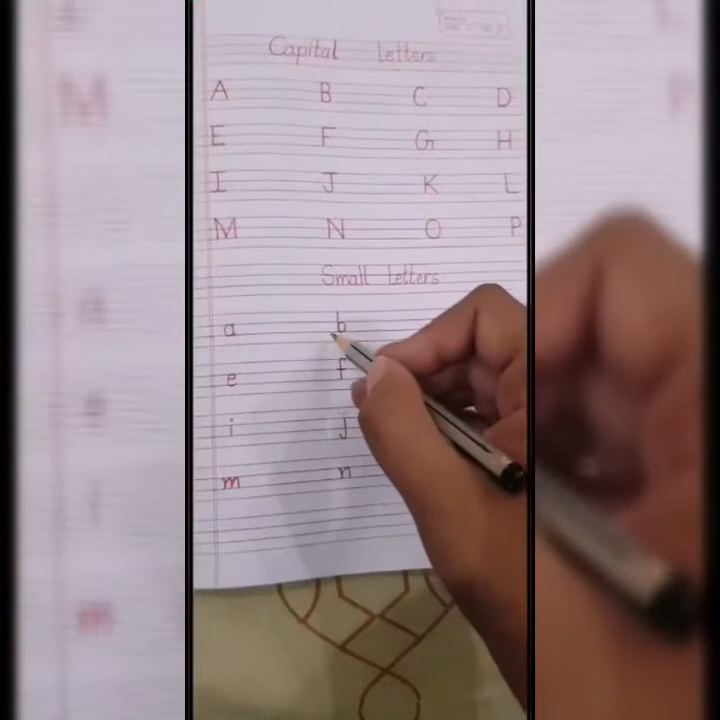 Capital Letters
A B C D
E F G H
I J K L
M N O P
Small Letters
a b
e f
i j
m n